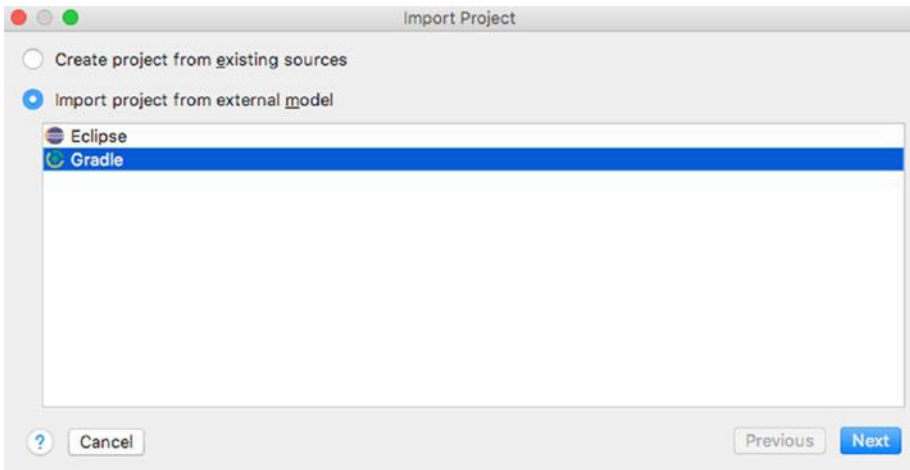 Import Project
Create project from existing sources
Import project from external model
Eclipse
Gradle
? Cancel Previous Next